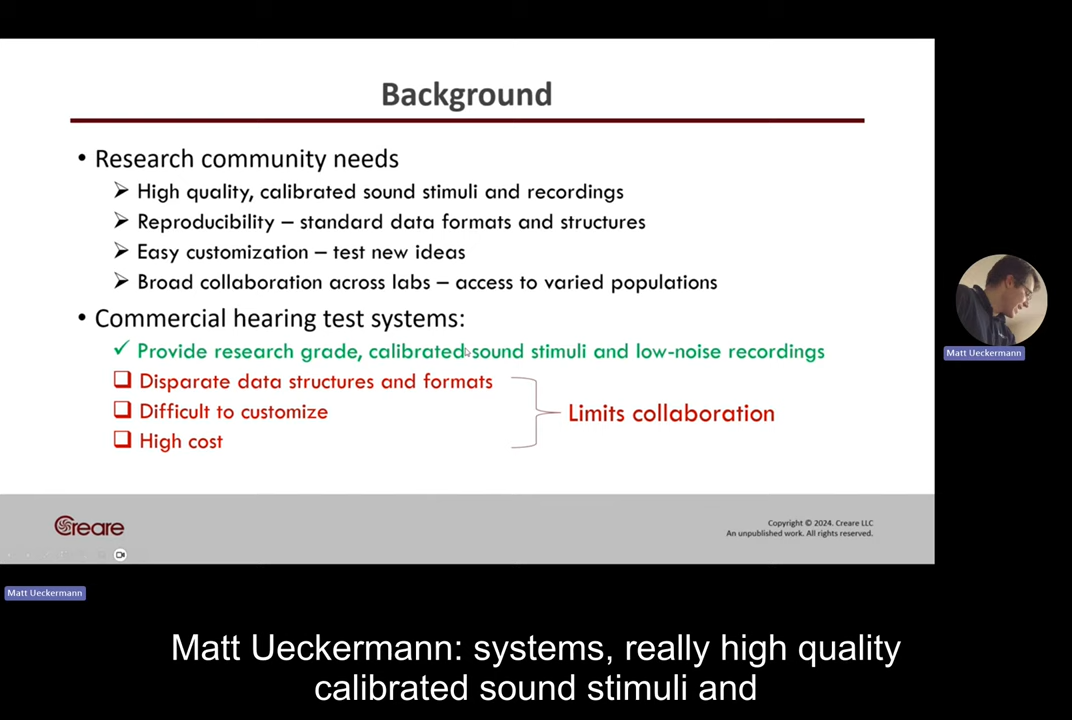 Background
• Research community needs
➢ High quality, calibrated sound stimuli and recordings
➢ Reproducibility – standard data formats and structures
➢ Easy customization – test new ideas
➢ Broad collaboration across labs – access to varied populations
• Commercial hearing test systems:
✓ Provide research grade, calibrated sound stimuli and low-noise recordings
❑ Disparate data structures and formats
❑ Difficult to customize
❑ High cost
Limits collaboration
Matt Ueckermann
Creare
Copyright © 2024. Creare LLC
An unpublished work. All rights reserved.
Matt Ueckermann
Matt Ueckermann: systems, really high quality
calibrated sound stimuli and